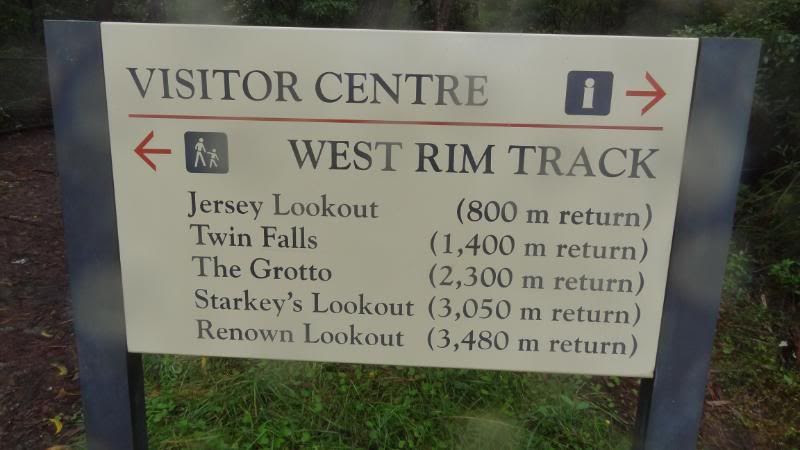 VISITOR CENTRE i →
← WEST RIM TRACK
Jersey Lookout (800 m return)
Twin Falls (1,400 m return)
The Grotto (2,300 m return)
Starkey's Lookout (3,050 m return)
Renown Lookout (3,480 m return)